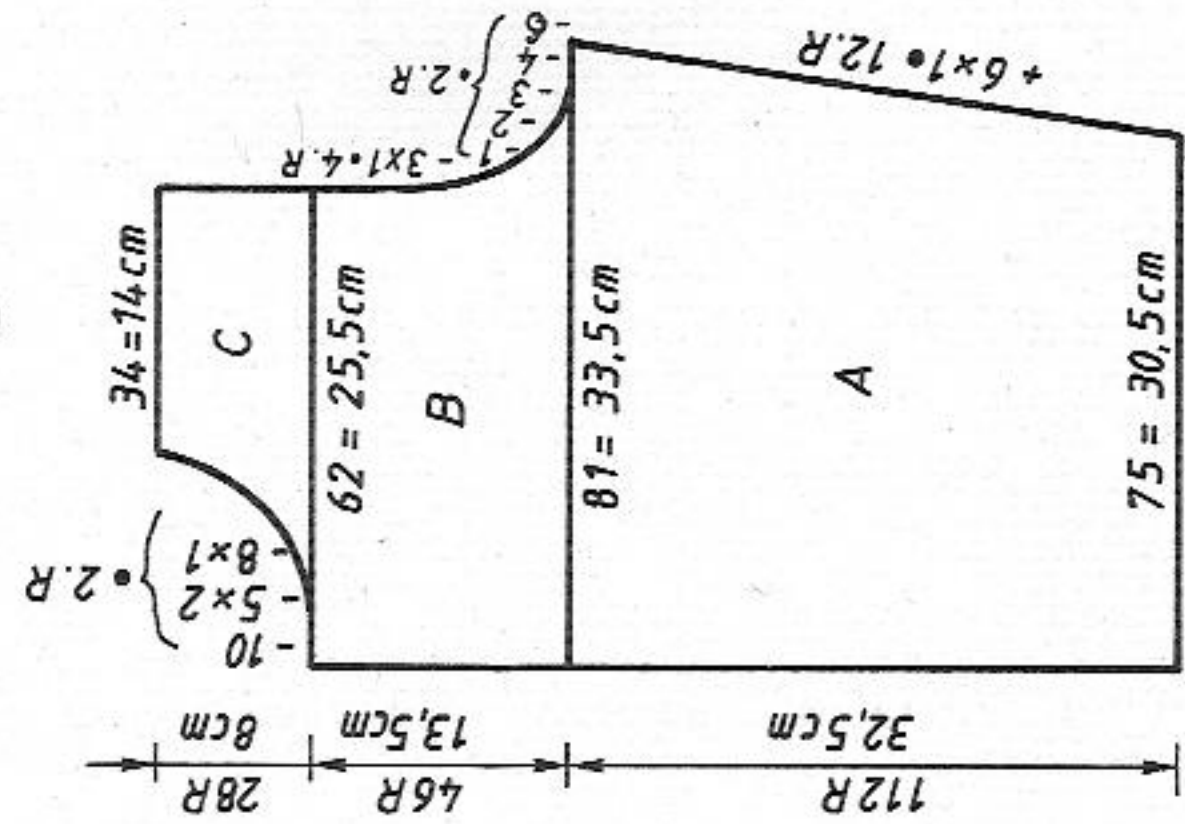 34=14cm
C
62 = 25,5cm
B
81 = 33,5cm
A
75 = 30,5cm
-10
-5x2
-8x1
•2.R
-3x1•4.R
-1
-2
-3
-4
-6
•2.R
+6x1•12.R
28R
8cm
46R
13,5cm
112R
32,5cm